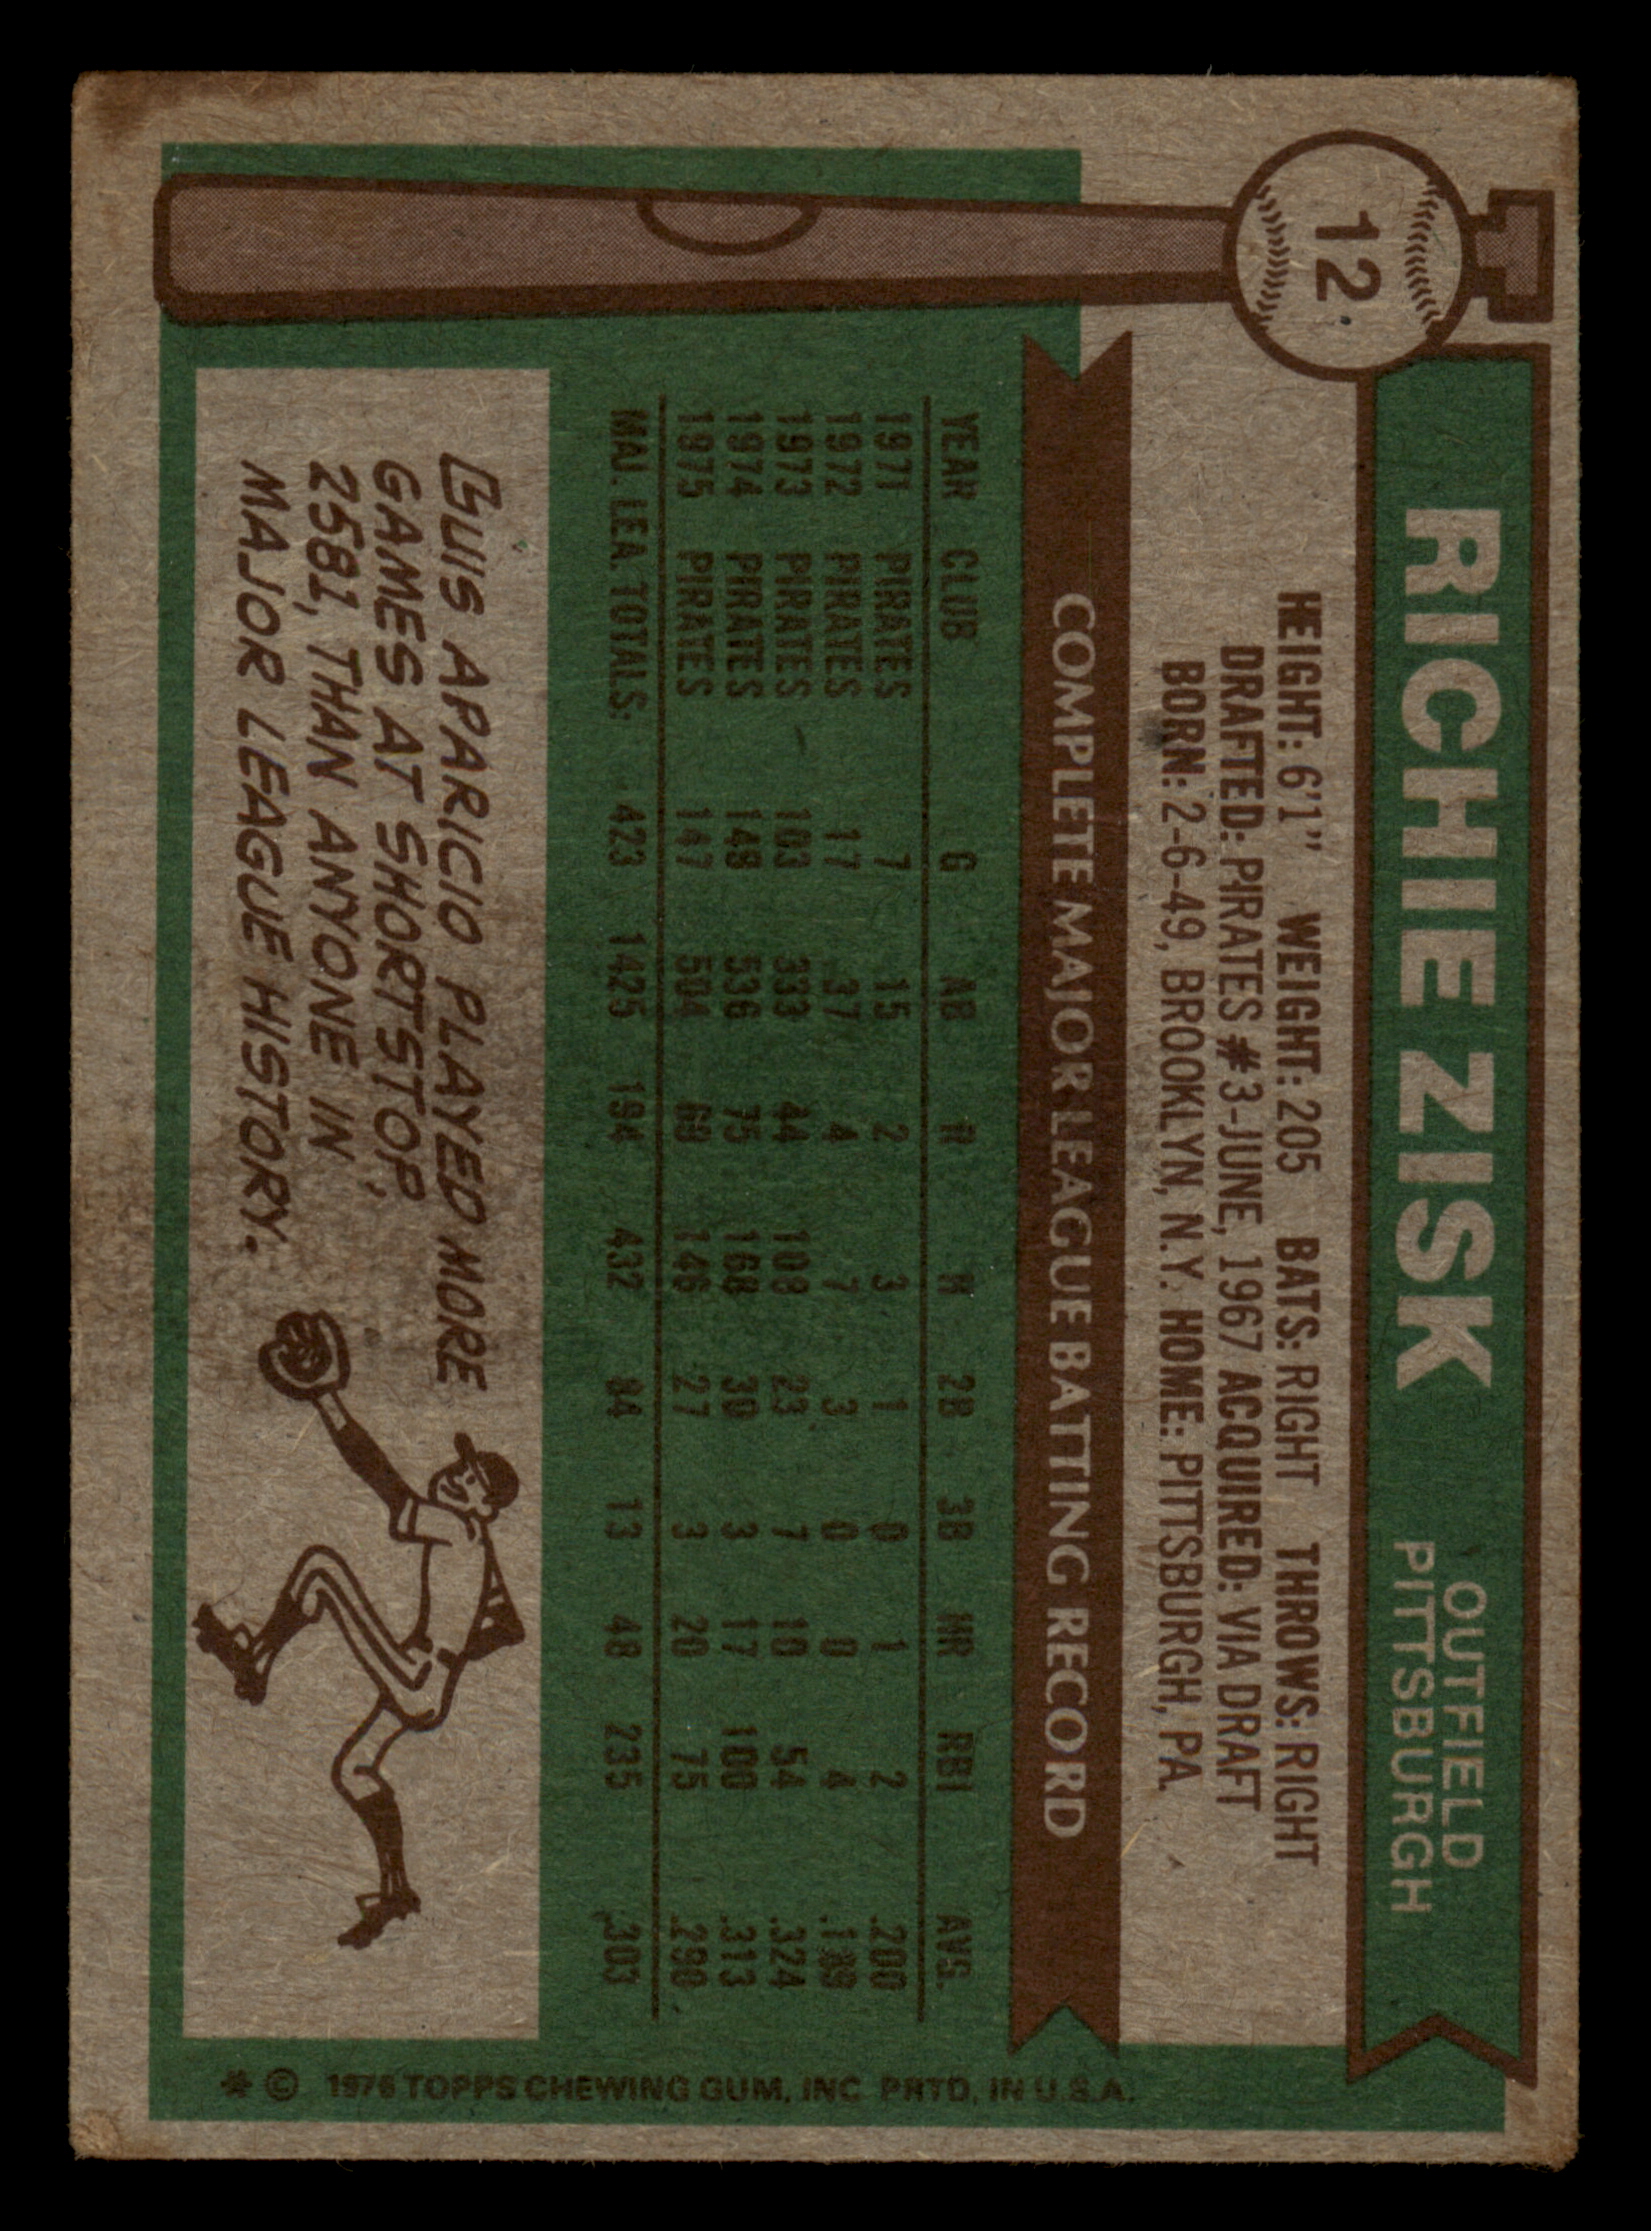 12
RICHIE ZISK
OUTFIELD
PITTSBURGH
HEIGHT: 6'1" WEIGHT: 205 BATS: RIGHT THROWS: RIGHT
DRAFTED: PIRATES #3-JUNE, 1967 ACQUIRED: VIA DRAFT
BORN: 2-6-49, BROOKLYN, N.Y. HOME: PITTSBURGH, PA.
COMPLETE MAJOR LEAGUE BATTING RECORD
YEAR CLUB G AB R H 2B 3B HR RBI AVG.
1971 PIRATES 7 15 2 3 1 0 1 2 .200
1972 PIRATES 17 37 4 7 3 0 0 4 .189
1973 PIRATES 103 333 44 108 23 7 10 54 .324
1974 PIRATES 149 536 75 168 30 3 17 100 .313
1975 PIRATES 147 504 69 146 27 3 20 75 .290
MAJ. LEA. TOTALS: 423 1425 194 432 84 13 48 235 .303
LUIS APARICIO PLAYED MORE
GAMES AT SHORTSTOP,
2581, THAN ANYONE IN
MAJOR LEAGUE HISTORY.
* © 1976 TOPPS CHEWING GUM, INC. PRTD. IN U.S.A.